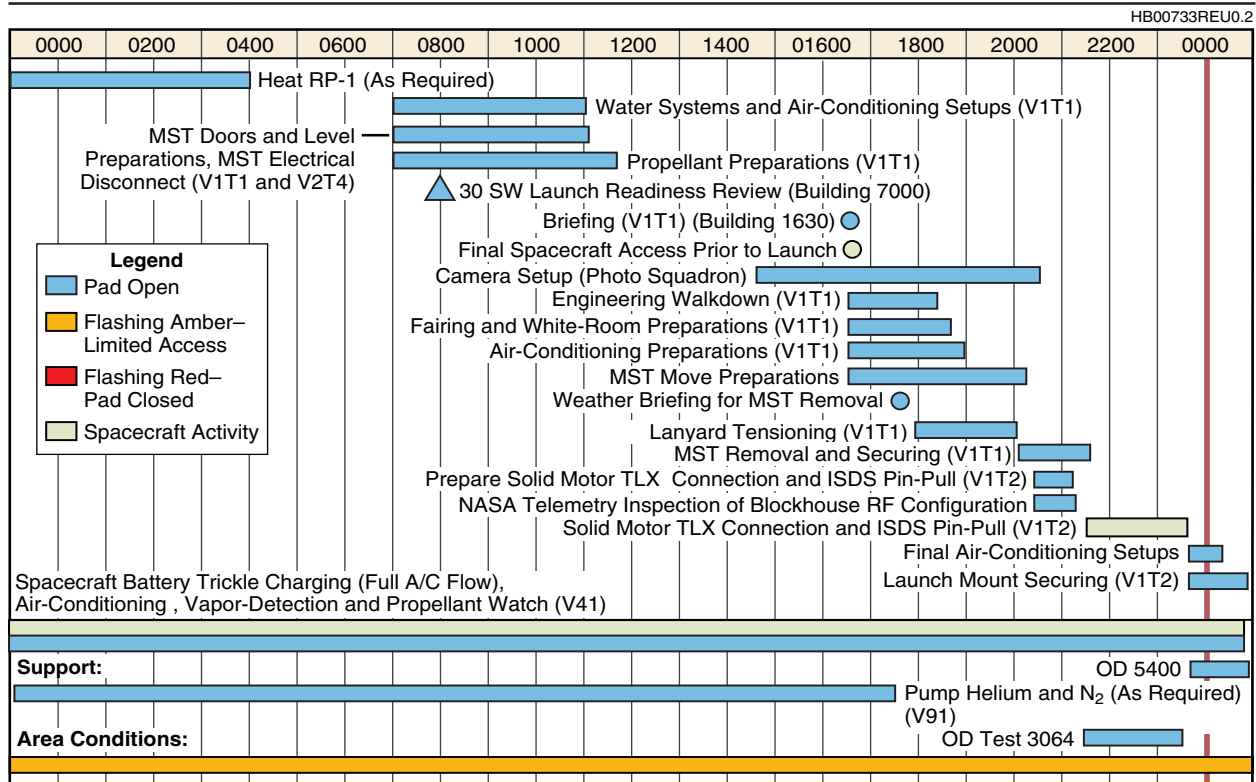 HB00733REU0.2
0000 0200 0400 0600 0800 1000 1200 1400 01600 1800 2000 2200 0000
Heat RP-1 (As Required)
Water Systems and Air-Conditioning Setups (V1T1)
MST Doors and Level
Preparations, MST Electrical
Disconnect (V1T1 and V2T4)
Propellant Preparations (V1T1)
30 SW Launch Readiness Review (Building 7000)
Briefing (V1T1) (Building 1630)
Final Spacecraft Access Prior to Launch
Legend
Pad Open
Flashing Amber–
Limited Access
Flashing Red–
Pad Closed
Spacecraft Activity
Camera Setup (Photo Squadron)
Engineering Walkdown (V1T1)
Fairing and White-Room Preparations (V1T1)
Air-Conditioning Preparations (V1T1)
MST Move Preparations
Weather Briefing for MST Removal
Lanyard Tensioning (V1T1)
MST Removal and Securing (V1T1)
Prepare Solid Motor TLX Connection and ISDS Pin-Pull (V1T2)
NASA Telemetry Inspection of Blockhouse RF Configuration
Solid Motor TLX Connection and ISDS Pin-Pull (V1T2)
Final Air-Conditioning Setups
Launch Mount Securing (V1T2)
Spacecraft Battery Trickle Charging (Full A/C Flow),
Air-Conditioning , Vapor-Detection and Propellant Watch (V41)
Support:
OD 5400
Pump Helium and N₂ (As Required)
(V91)
Area Conditions:
OD Test 3064